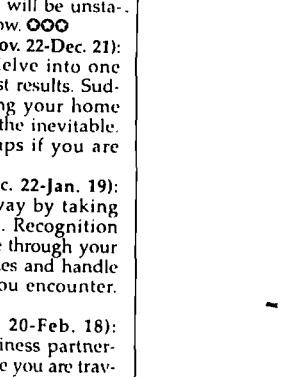 will be unsta-
ow. ✪✪✪
ov. 22-Dec. 21):
elve into one
st results. Sud-
ng your home
the inevitable.
aps if you are
c. 22-Jan. 19):
vay by taking
. Recognition
e through your
es and handle
ou encounter.
20-Feb. 18):
iness partner-
e you are trav-